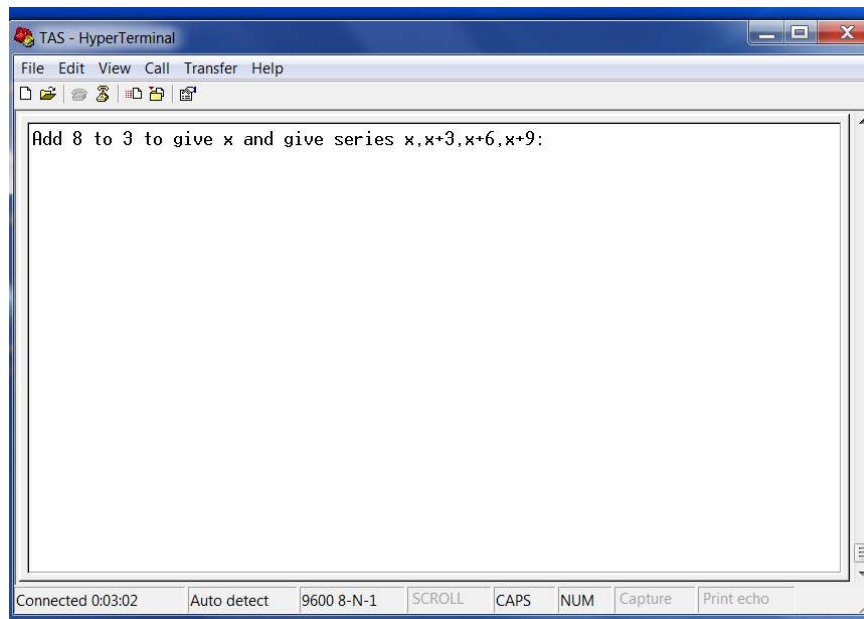 TAS - HyperTerminal
File Edit View Call Transfer Help
Add 8 to 3 to give x and give series x,x+3,x+6,x+9:
Connected 0:03:02 Auto detect 9600 8-N-1 SCROLL CAPS NUM Capture Print echo